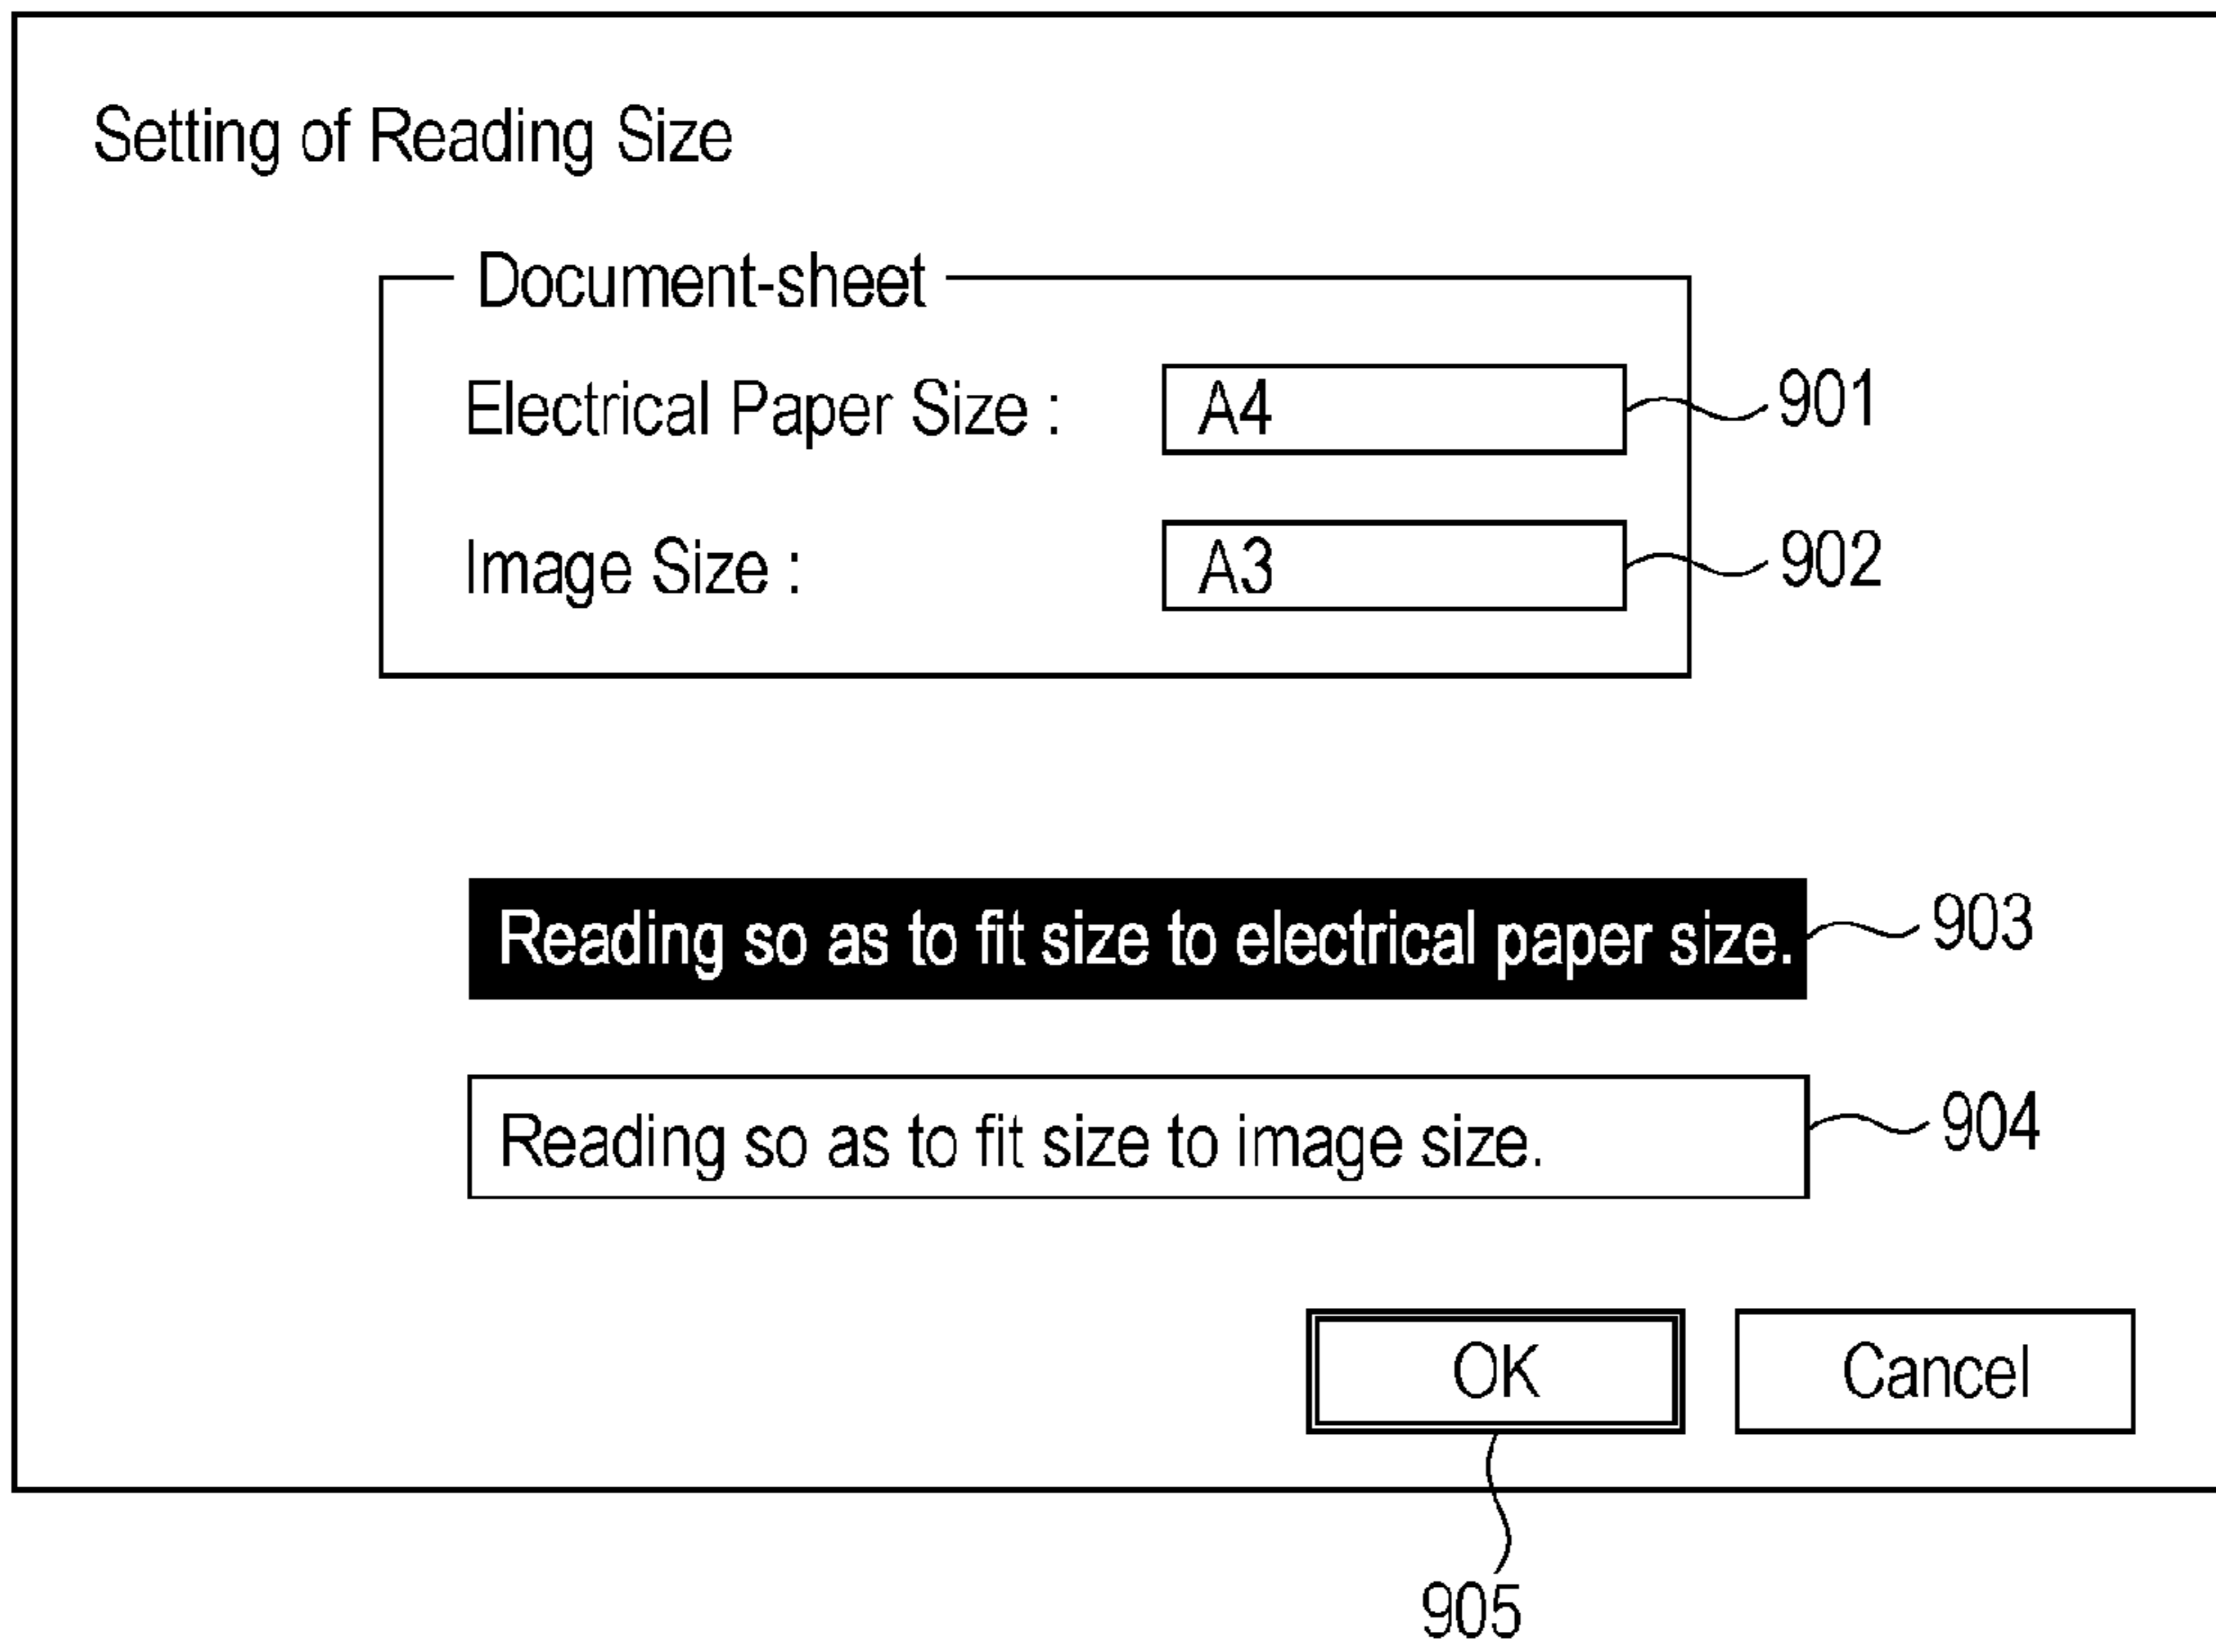 Setting of Reading Size
Document-sheet
Electrical Paper Size : A4 901
Image Size : A3 902
Reading so as to fit size to electrical paper size. 903
Reading so as to fit size to image size. 904
OK Cancel
905